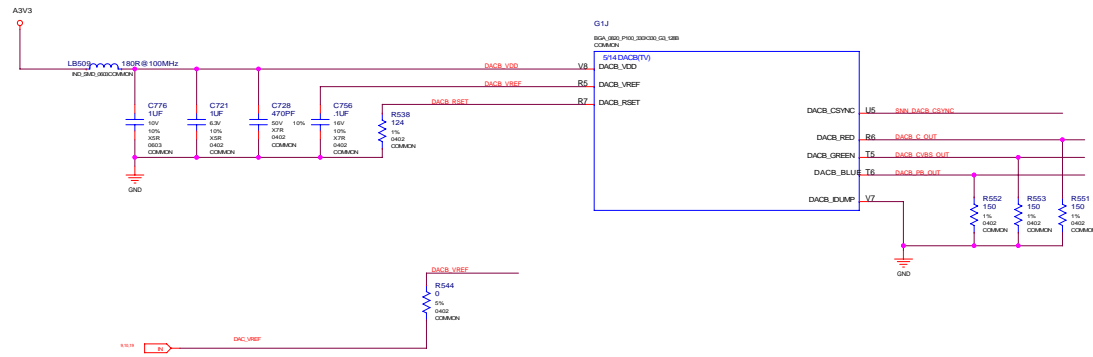 A3V3
LB509 180R@100MHz
IND_SMD_0603 COMMON
C776
1UF
10V
10%
X5R
0603
COMMON
C721
1UF
6.3V
10%
X5R
0402
COMMON
C728
470PF
50V 10%
X7R
0402
COMMON
C756
.1UF
16V
10%
X7R
0402
COMMON
R538
124
1%
0402
COMMON
GND
DACB_VDD
DACB_VREF
DACB_RSET
V8
R5
R7
G1J
COMMON
5/14 DACB(TV)
DACB_VDD
DACB_VREF
DACB_RSET
DACB_CSYNC U5 SNN_DACB_CSYNC
DACB_RED R6 DACB_C_OUT
DACB_GREEN T5 DACB_CVBS_OUT
DACB_BLUE T6 DACB_PB_OUT
DACB_IDUMP V7
R552
150
1%
0402
COMMON
R553
150
1%
0402
COMMON
R551
150
1%
0402
COMMON
GND
DACB_VREF
R544
0
5%
0402
COMMON
DAC_VREF
IN